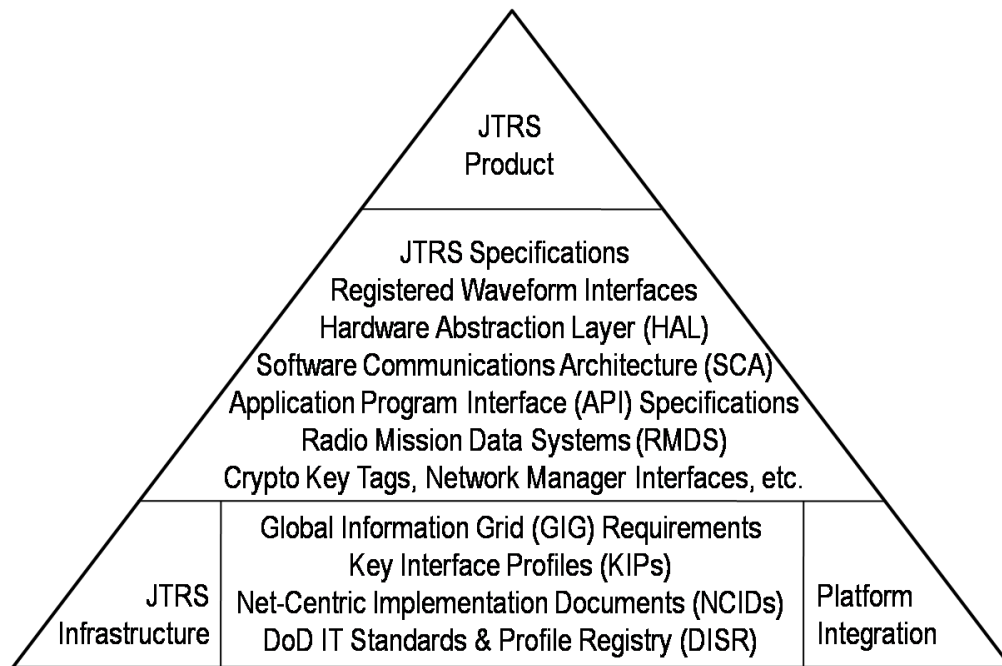 JTRS
Product
JTRS Specifications
Registered Waveform Interfaces
Hardware Abstraction Layer (HAL)
Software Communications Architecture (SCA)
Application Program Interface (API) Specifications
Radio Mission Data Systems (RMDS)
Crypto Key Tags, Network Manager Interfaces, etc.
JTRS
Infrastructure
Global Information Grid (GIG) Requirements
Key Interface Profiles (KIPs)
Net-Centric Implementation Documents (NCIDs)
DoD IT Standards & Profile Registry (DISR)
Platform
Integration